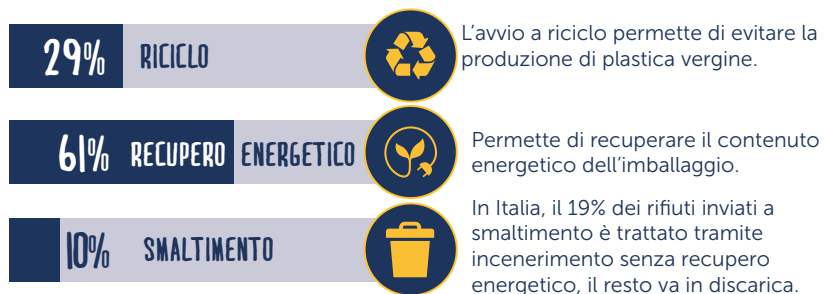 29% RICICLO
L'avvio a riciclo permette di evitare la
produzione di plastica vergine.
61% RECUPERO ENERGETICO
Permette di recuperare il contenuto
energetico dell'imballaggio.
10% SMALTIMENTO
In Italia, il 19% dei rifiuti inviati a
smaltimento è trattato tramite
incenerimento senza recupero
energetico, il resto va in discarica.